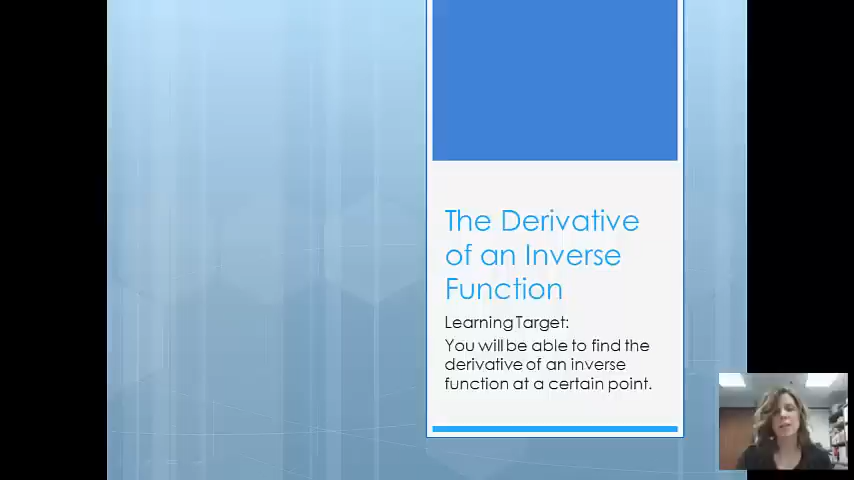 The Derivative
of an Inverse
Function
Learning Target:
You will be able to find the
derivative of an inverse
function at a certain point.